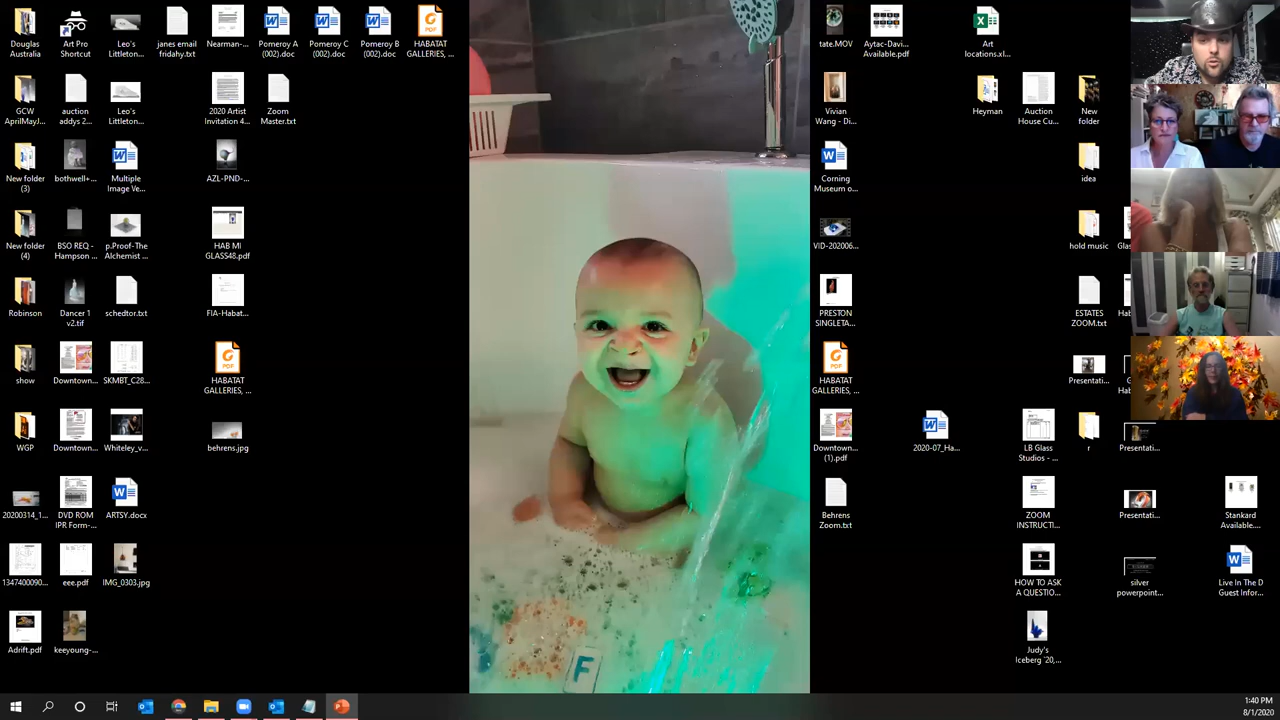 Douglas
Australia
Art Pro
Shortcut
Leo's
Littleton...
janes email
fridahy.txt
Nearman-...
Pomeroy A
(002).doc
Pomeroy C
(002).doc
Pomeroy B
(002).doc
HABATAT
GALLERIES, ...
tate.MOV
Aytac-Davi...
Available.pdf
Art
locations.xl...
GCW
AprilMayJ...
auction
addys 2...
Leo's
Littleton...
2020 Artist
Invitation 4...
Zoom
Master.txt
Vivian
Wang - Di...
Heyman
Auction
House Cu...
New
folder
New folder
(3)
bothwell+...
Multiple
Image Ve...
AZL-PND-...
Corning
Museum o...
idea
New folder
(4)
BSO REQ -
Hampson ...
p.Proof-The
Alchemist ...
HAB MI
GLASS48.pdf
VID-202006...
hold music
Robinson
Dancer 1
v2.tif
schedtor.txt
FIA-Habat...
PRESTON
SINGLETA...
ESTATES
ZOOM.txt
show
Downtown...
SKMBT_C28...
PDF
HABATAT
GALLERIES, ...
PDF
HABATAT
GALLERIES, ...
Presentati...
WGP
Downtown...
Whiteley_v...
behrens.jpg
Downtown...
(1).pdf
2020-07_Ha...
LB Glass
Studios - ...
r
Presentati...
20200314_1...
DVD ROM
IPR Form-...
ARTSY.docx
Behrens
Zoom.txt
ZOOM
INSTRUCTI...
Presentati...
Stankard
Available....
1347400090...
eee.pdf
IMG_0303.jpg
HOW TO ASK
A QUESTIO...
silver
powerpoint...
Live In The D
Guest Infor...
Adrift.pdf
keeyoung-...
Judy's
Iceberg '20,...
F
1:40 PM
8/1/2020